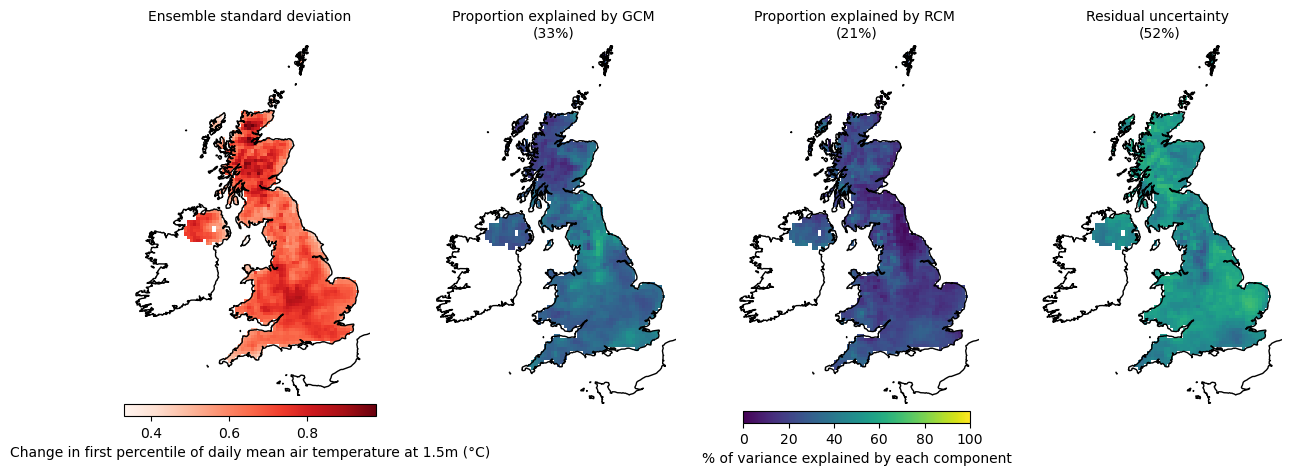 Ensemble standard deviation
Proportion explained by GCM
(33%)
Proportion explained by RCM
(21%)
Residual uncertainty
(52%)
0.4 0.6 0.8
Change in first percentile of daily mean air temperature at 1.5m (°C)
0 20 40 60 80 100
% of variance explained by each component